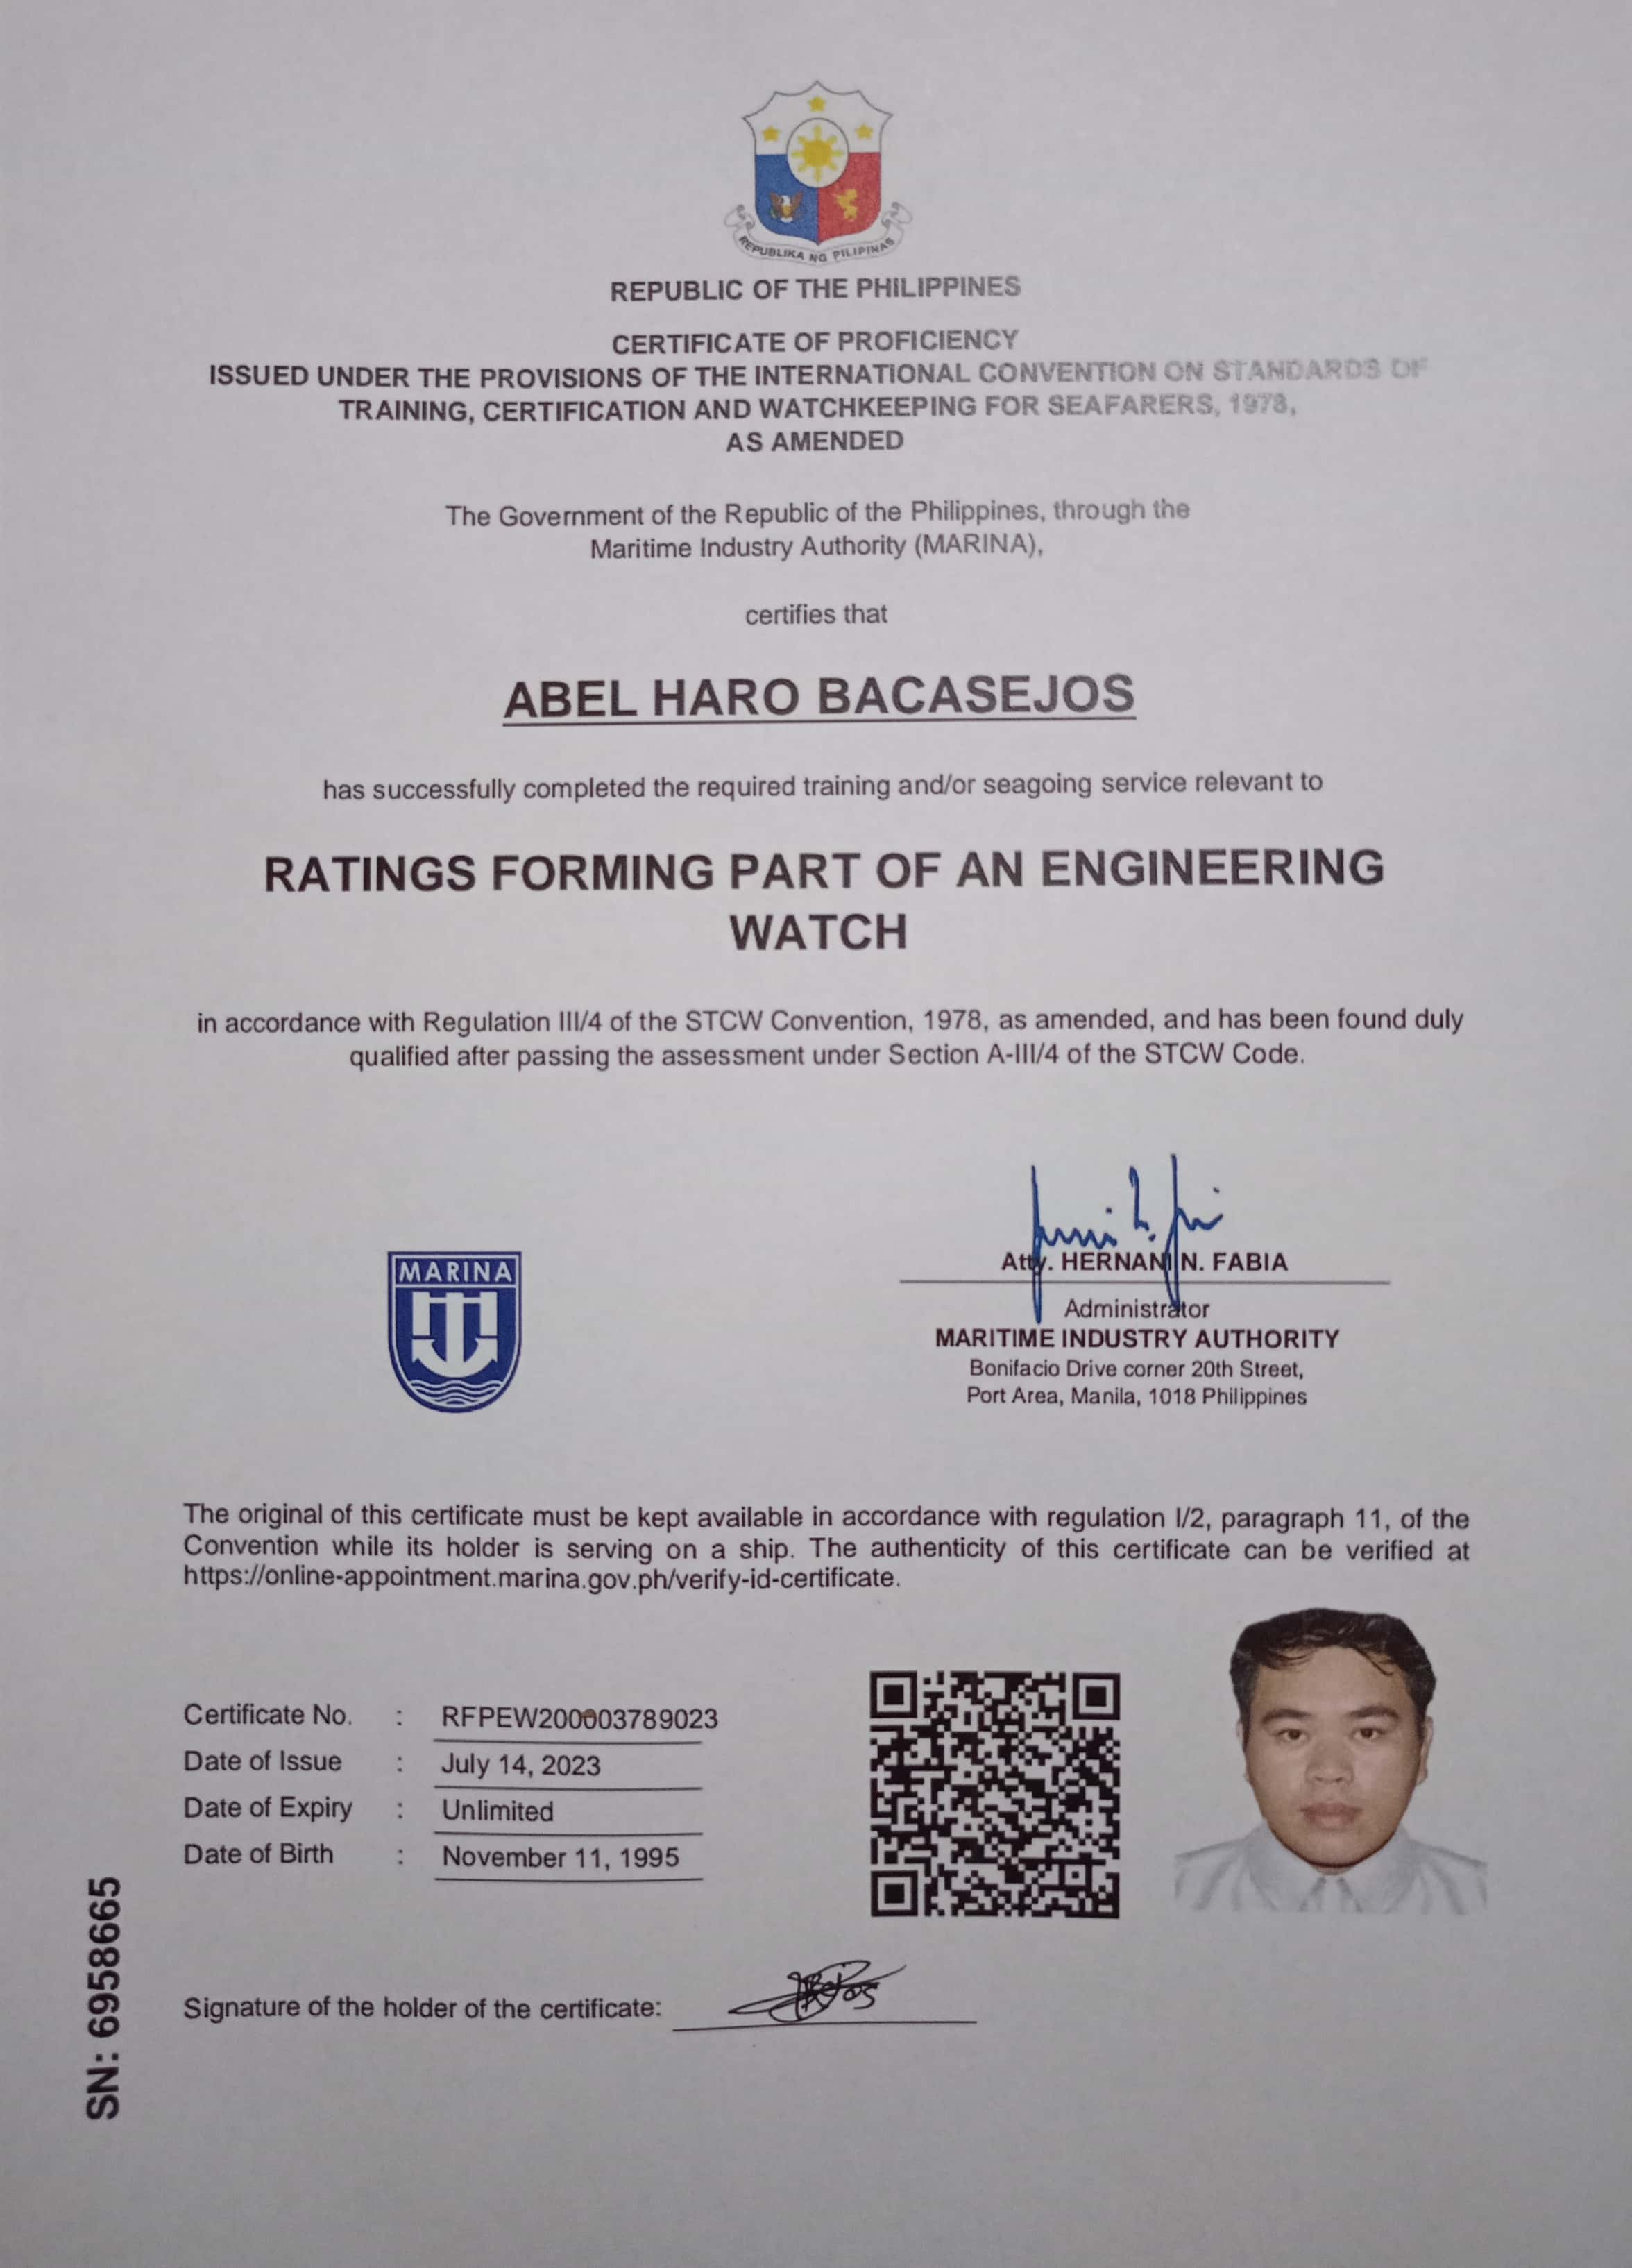 REPUBLIKA NG PILIPINAS
REPUBLIC OF THE PHILIPPINES
CERTIFICATE OF PROFICIENCY
ISSUED UNDER THE PROVISIONS OF THE INTERNATIONAL CONVENTION ON STANDARDS OF
TRAINING, CERTIFICATION AND WATCHKEEPING FOR SEAFARERS, 1978,
AS AMENDED
The Government of the Republic of the Philippines, through the
Maritime Industry Authority (MARINA),
certifies that
ABEL HARO BACASEJOS
has successfully completed the required training and/or seagoing service relevant to
RATINGS FORMING PART OF AN ENGINEERING
WATCH
in accordance with Regulation III/4 of the STCW Convention, 1978, as amended, and has been found duly
qualified after passing the assessment under Section A-III/4 of the STCW Code.
MARINA
Atty. HERNANI N. FABIA
Administrator
MARITIME INDUSTRY AUTHORITY
Bonifacio Drive corner 20th Street,
Port Area, Manila, 1018 Philippines
The original of this certificate must be kept available in accordance with regulation I/2, paragraph 11, of the
Convention while its holder is serving on a ship. The authenticity of this certificate can be verified at
https://online-appointment.marina.gov.ph/verify-id-certificate.
Certificate No. : RFPEW200003789023
Date of Issue : July 14, 2023
Date of Expiry : Unlimited
Date of Birth : November 11, 1995
Signature of the holder of the certificate:
SN: 6958665